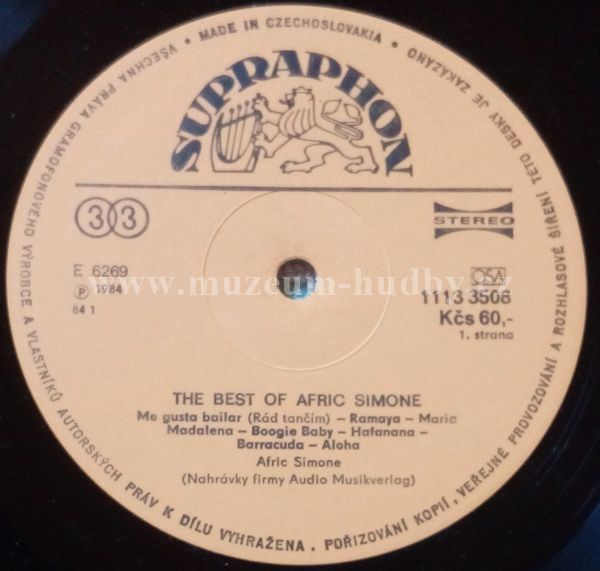 VŠECHNA PRÁVA GRAMOFONOVÉHO VÝROBCE A VLASTNÍKŮ AUTORSKÝCH PRÁV K DÍLU VYHRAŽENA. POŘIZOVÁNÍ KOPIÍ, VEŘEJNÉ PROVOZOVÁNÍ A ROZHLASOVÉ ŠÍŘENÍ TÉTO DESKY JE ZAKÁZÁNO • MADE IN CZECHOSLOVAKIA •
SUPRAPHON
33
STEREO
E 6269
℗ 1984
84 1
OSA
1113 3508
Kčs 60,-
1. strana
www.muzeum-hudby.cz
THE BEST OF AFRIC SIMONE
Me gusta bailar (Rád tančím) – Ramaya – Maria
Madalena – Boogie Baby – Hafanana –
Barracuda – Aloha
Afric Simone
(Nahrávky firmy Audio Musikverlag)